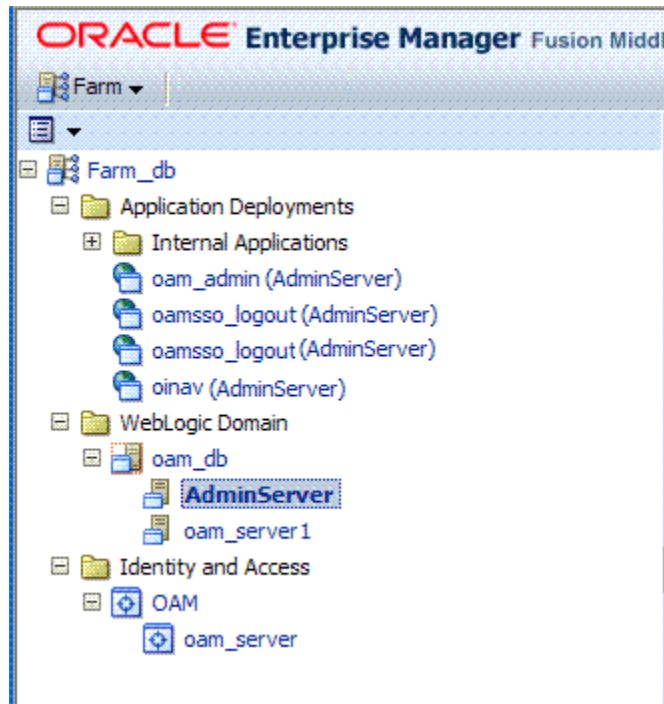 ORACLE Enterprise Manager Fusion Middl
Farm
Farm_db
Application Deployments
Internal Applications
oam_admin (AdminServer)
oamsso_logout (AdminServer)
oamsso_logout (AdminServer)
oinav (AdminServer)
WebLogic Domain
oam_db
AdminServer
oam_server1
Identity and Access
OAM
oam_server